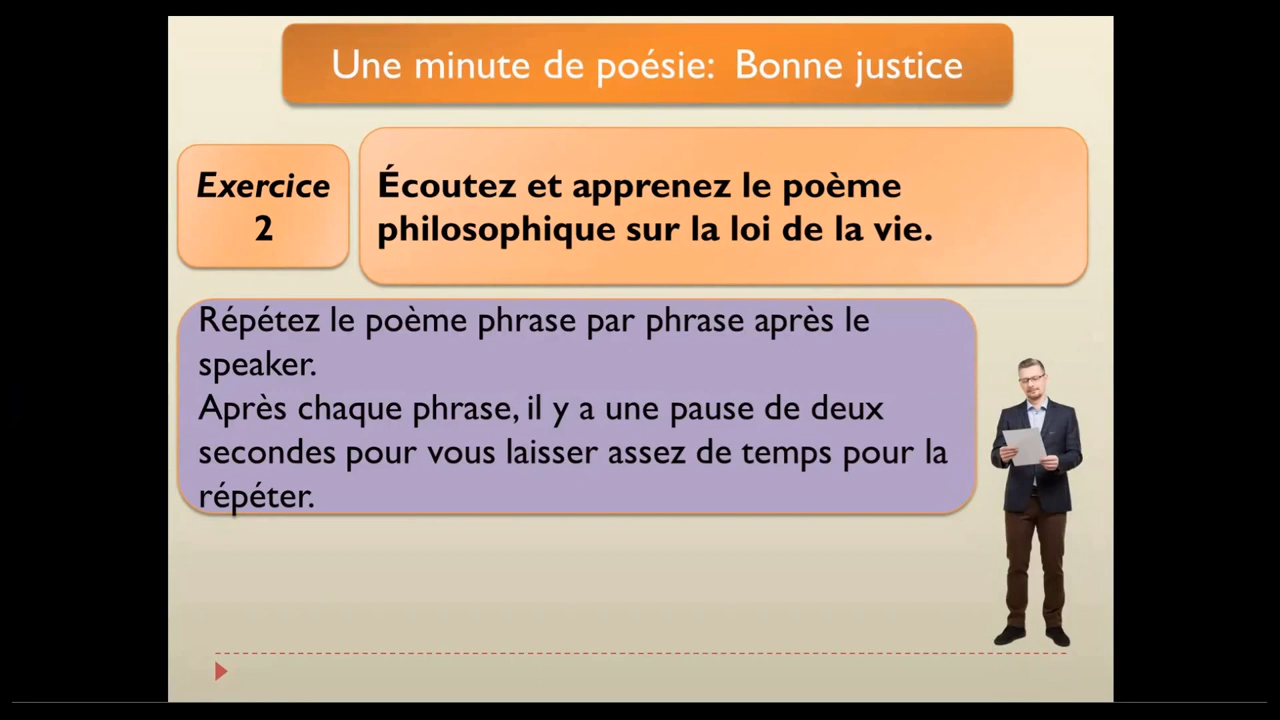 Une minute de poésie: Bonne justice
Exercice
2
Écoutez et apprenez le poème
philosophique sur la loi de la vie.
Répétez le poème phrase par phrase après le
speaker.
Après chaque phrase, il y a une pause de deux
secondes pour vous laisser assez de temps pour la
répéter.